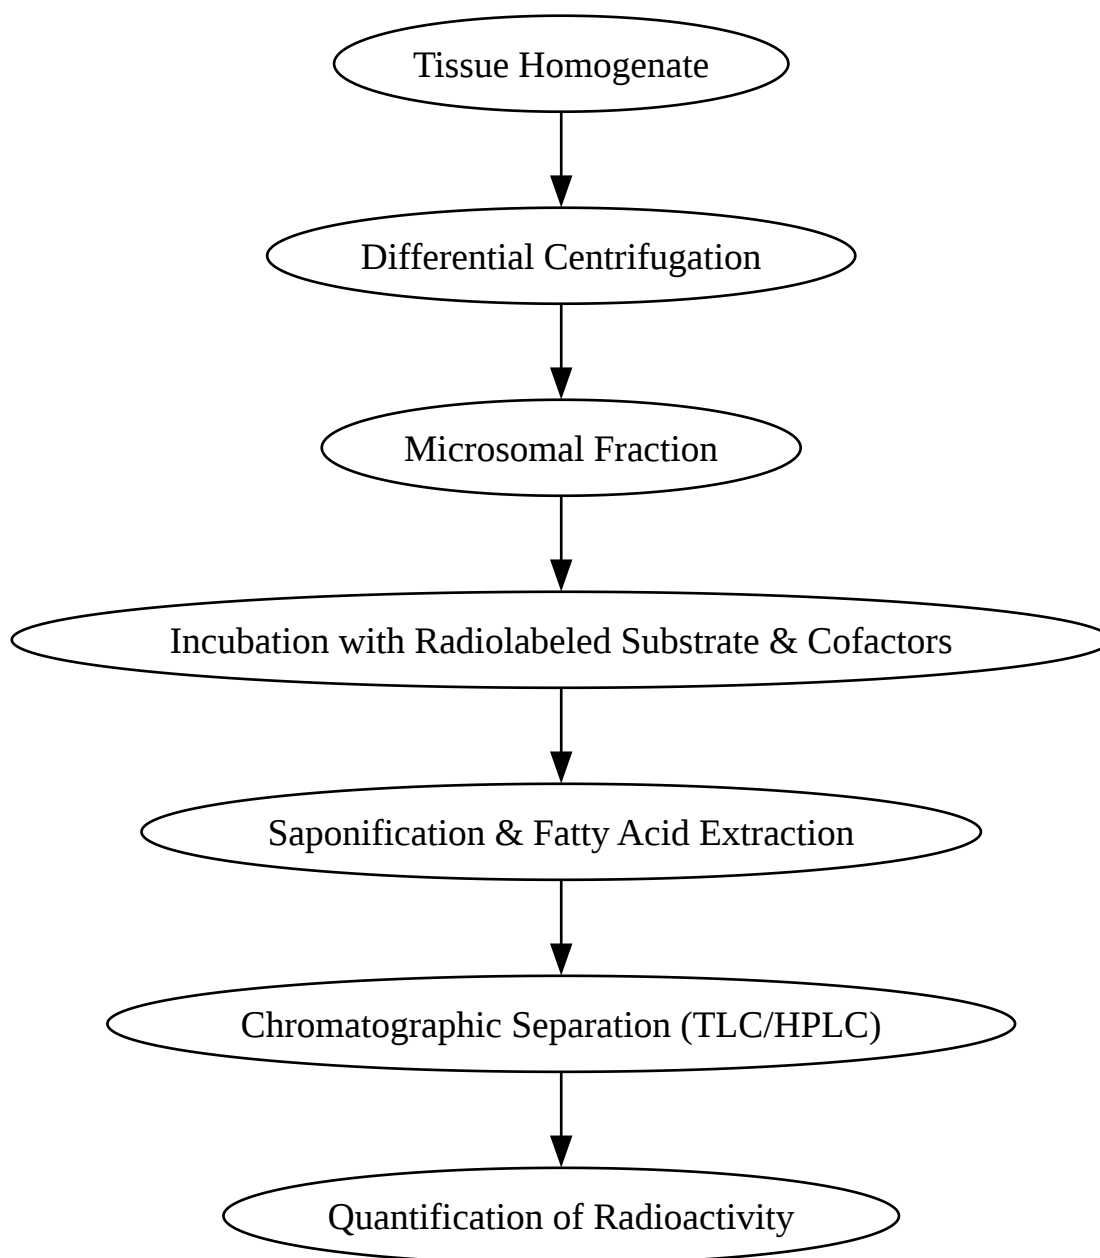 Tissue Homogenate
Differential Centrifugation
Microsomal Fraction
Incubation with Radiolabeled Substrate & Cofactors
Saponification & Fatty Acid Extraction
Chromatographic Separation (TLC/HPLC)
Quantification of Radioactivity